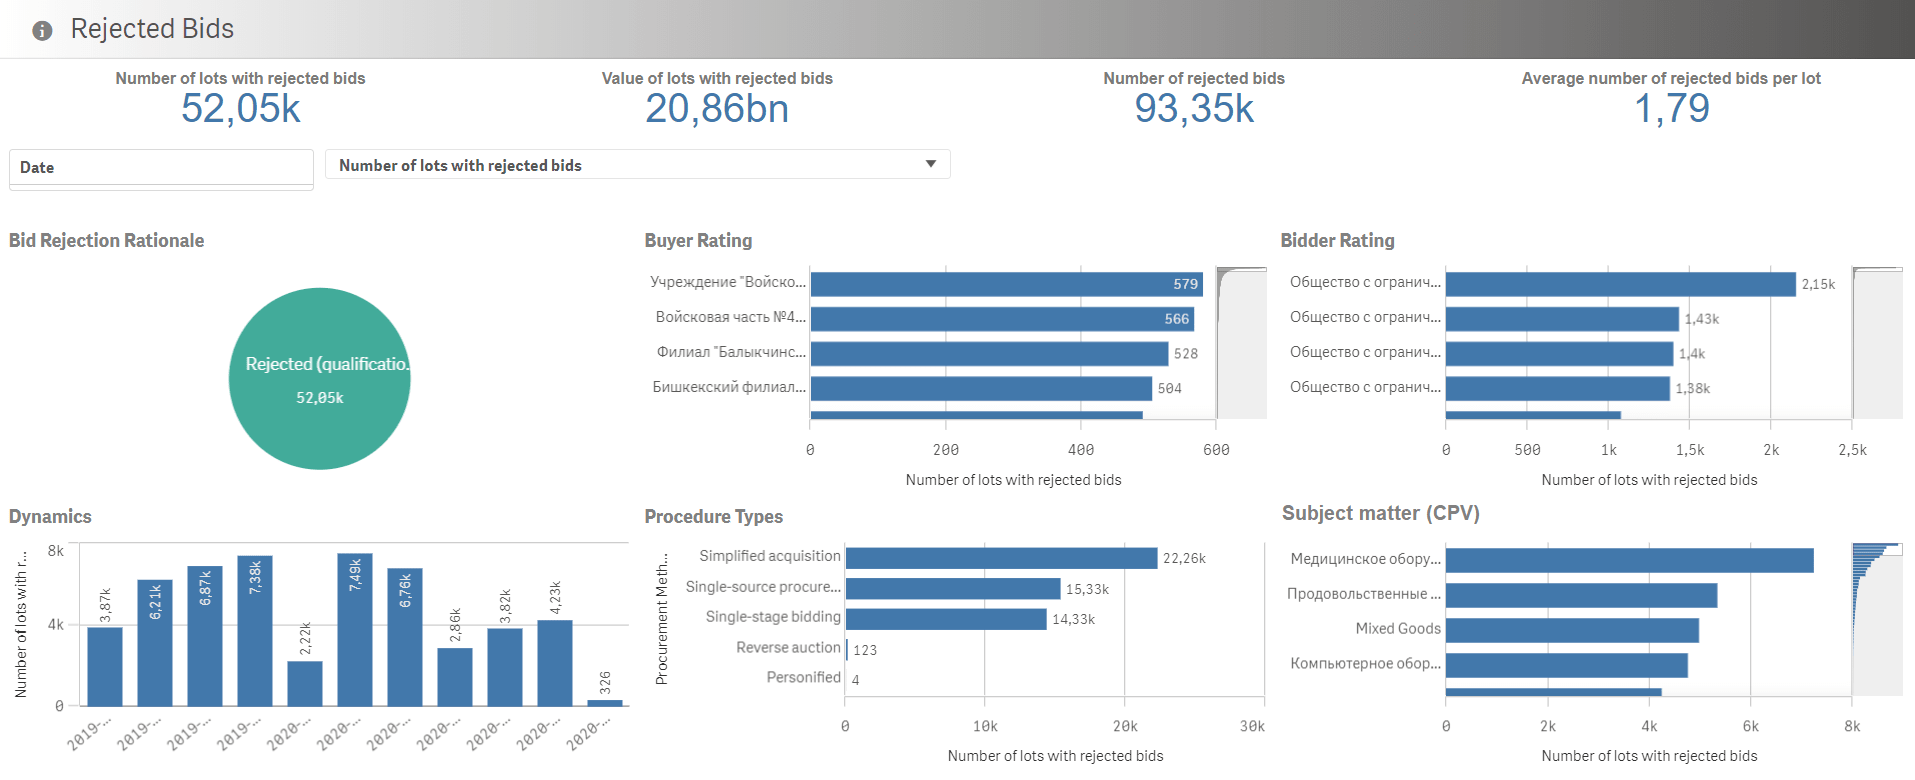 Rejected Bids
Number of lots with rejected bids
52,05k
Value of lots with rejected bids
20,86bn
Number of rejected bids
93,35k
Average number of rejected bids per lot
1,79
Date
Number of lots with rejected bids
Bid Rejection Rationale
Rejected (qualificatio...
52,05k
Buyer Rating
Учреждение "Войско...
579
Войсковая часть №4...
566
Филиал "Балыкчинс...
528
Бишкекский филиал...
504
0 200 400 600
Number of lots with rejected bids
Bidder Rating
Общество с огранич...
2,15k
Общество с огранич...
1,43k
Общество с огранич...
1,4k
Общество с огранич...
1,38k
0 500 1k 1,5k 2k 2,5k
Number of lots with rejected bids
Dynamics
Number of lots with r...
8k
4k
0
3,87k
6,21k
6,87k
7,38k
2,22k
7,49k
6,76k
2,86k
3,82k
4,23k
326
2019-...
2019-...
2019-...
2019-...
2020-...
2020-...
2020-...
2020-...
2020-...
2020-...
2020-...
Procedure Types
Procurement Meth...
Simplified acquisition
22,26k
Single-source procure...
15,33k
Single-stage bidding
14,33k
Reverse auction
123
Personified
4
0 10k 20k 30k
Number of lots with rejected bids
Subject matter (CPV)
Медицинское обору...
Продовольственные ...
Mixed Goods
Компьютерное обор...
0 2k 4k 6k 8k
Number of lots with rejected bids